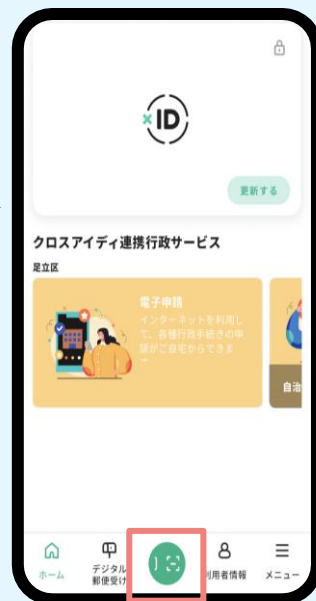 ×ID
更新する
クロスアイディ連携行政サービス
足立区
電子申請
インターネットを利用し
て、各種行政手続きの申
請がご自宅からできま
自治
ホーム
デジタル
郵便受け
利用者情報
メニュー